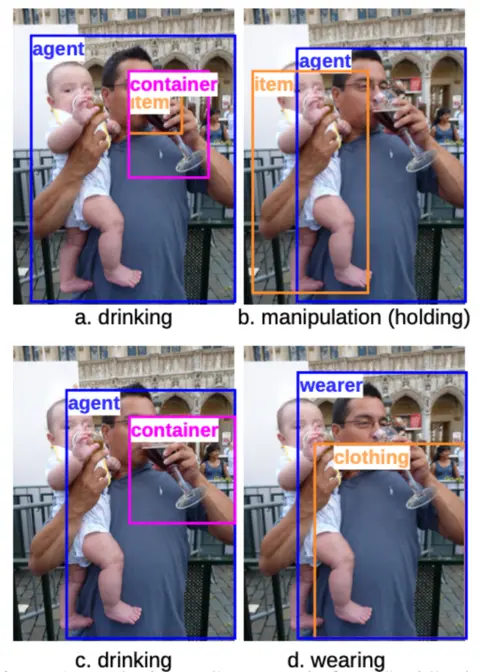 agent
container
item
a. drinking
agent
item
b. manipulation (holding)
agent
container
c. drinking
wearer
clothing
d. wearing